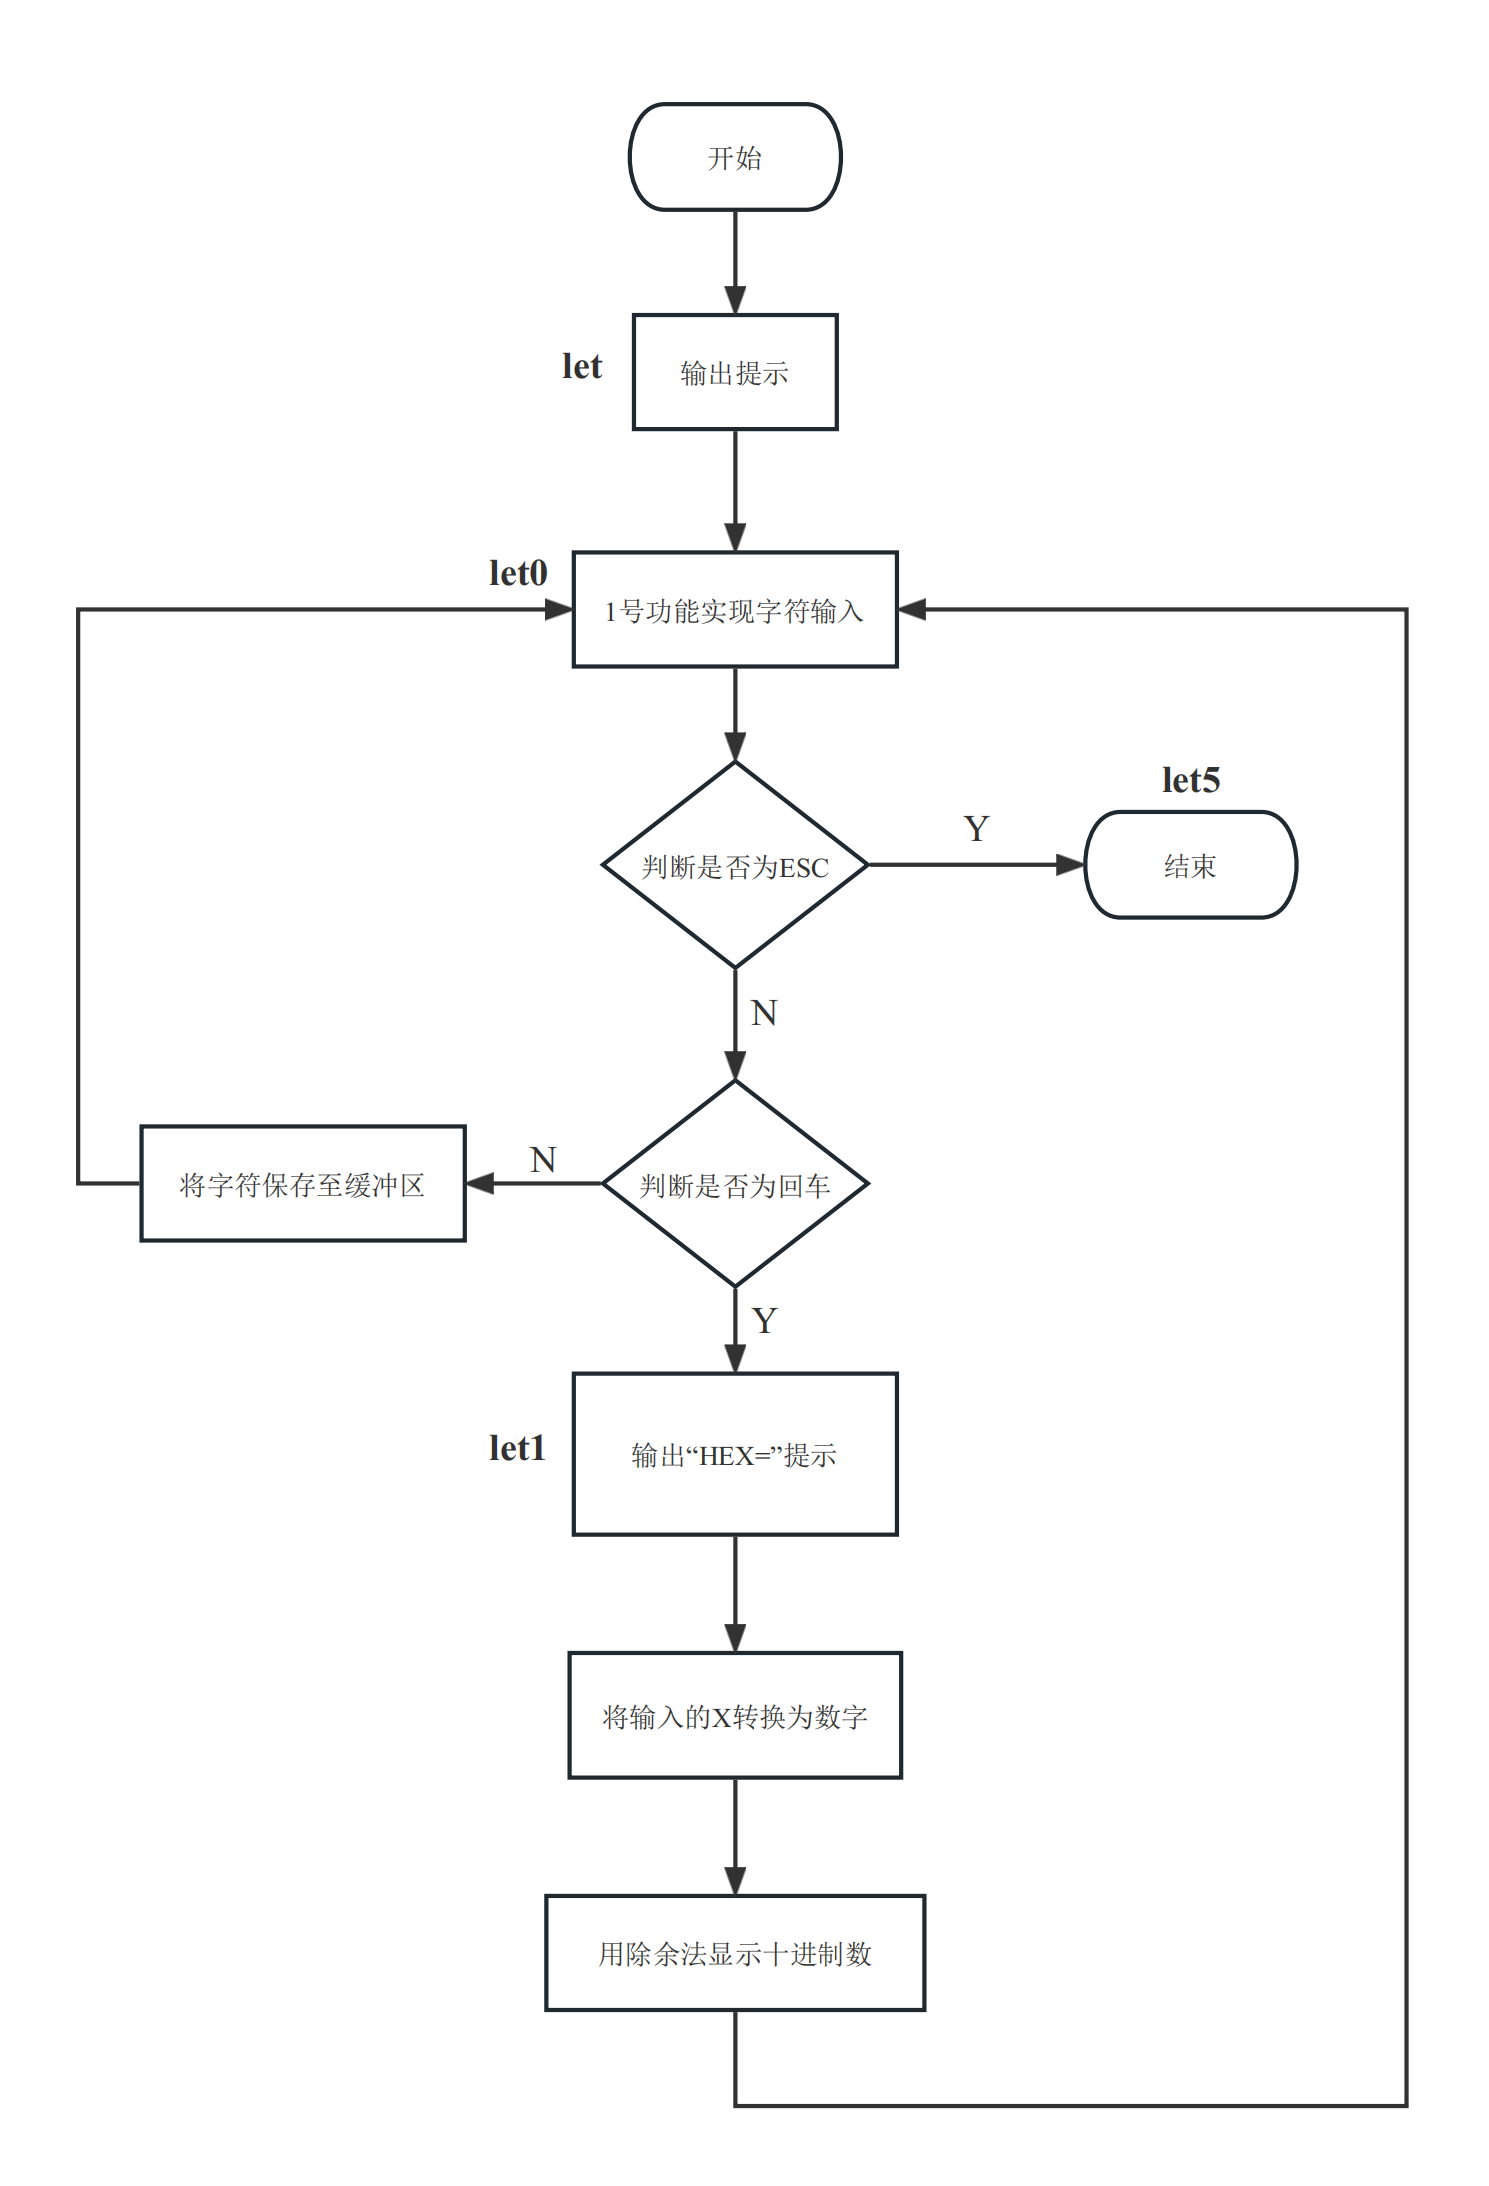 开始
let
输出提示
let0
1号功能实现字符输入
let5
Y
判断是否为ESC
结束
N
N
将字符保存至缓冲区
判断是否为回车
Y
let1
输出“HEX=”提示
将输入的X转换为数字
用除余法显示十进制数